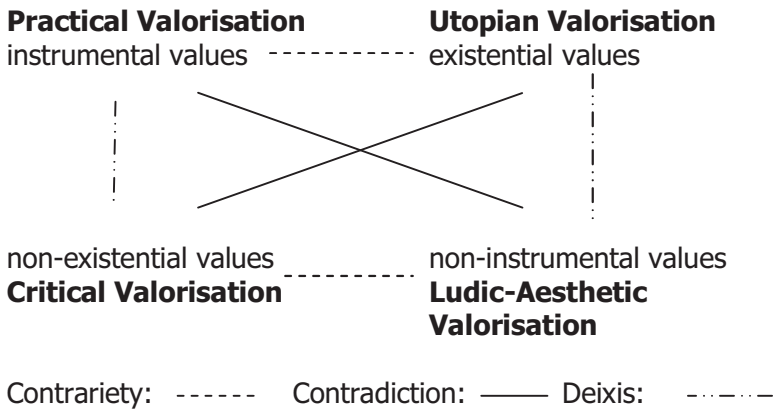 Practical Valorisation Utopian Valorisation
instrumental values existential values
non-existential values non-instrumental values
Critical Valorisation Ludic-Aesthetic
Valorisation
Contrariety: Contradiction: Deixis: